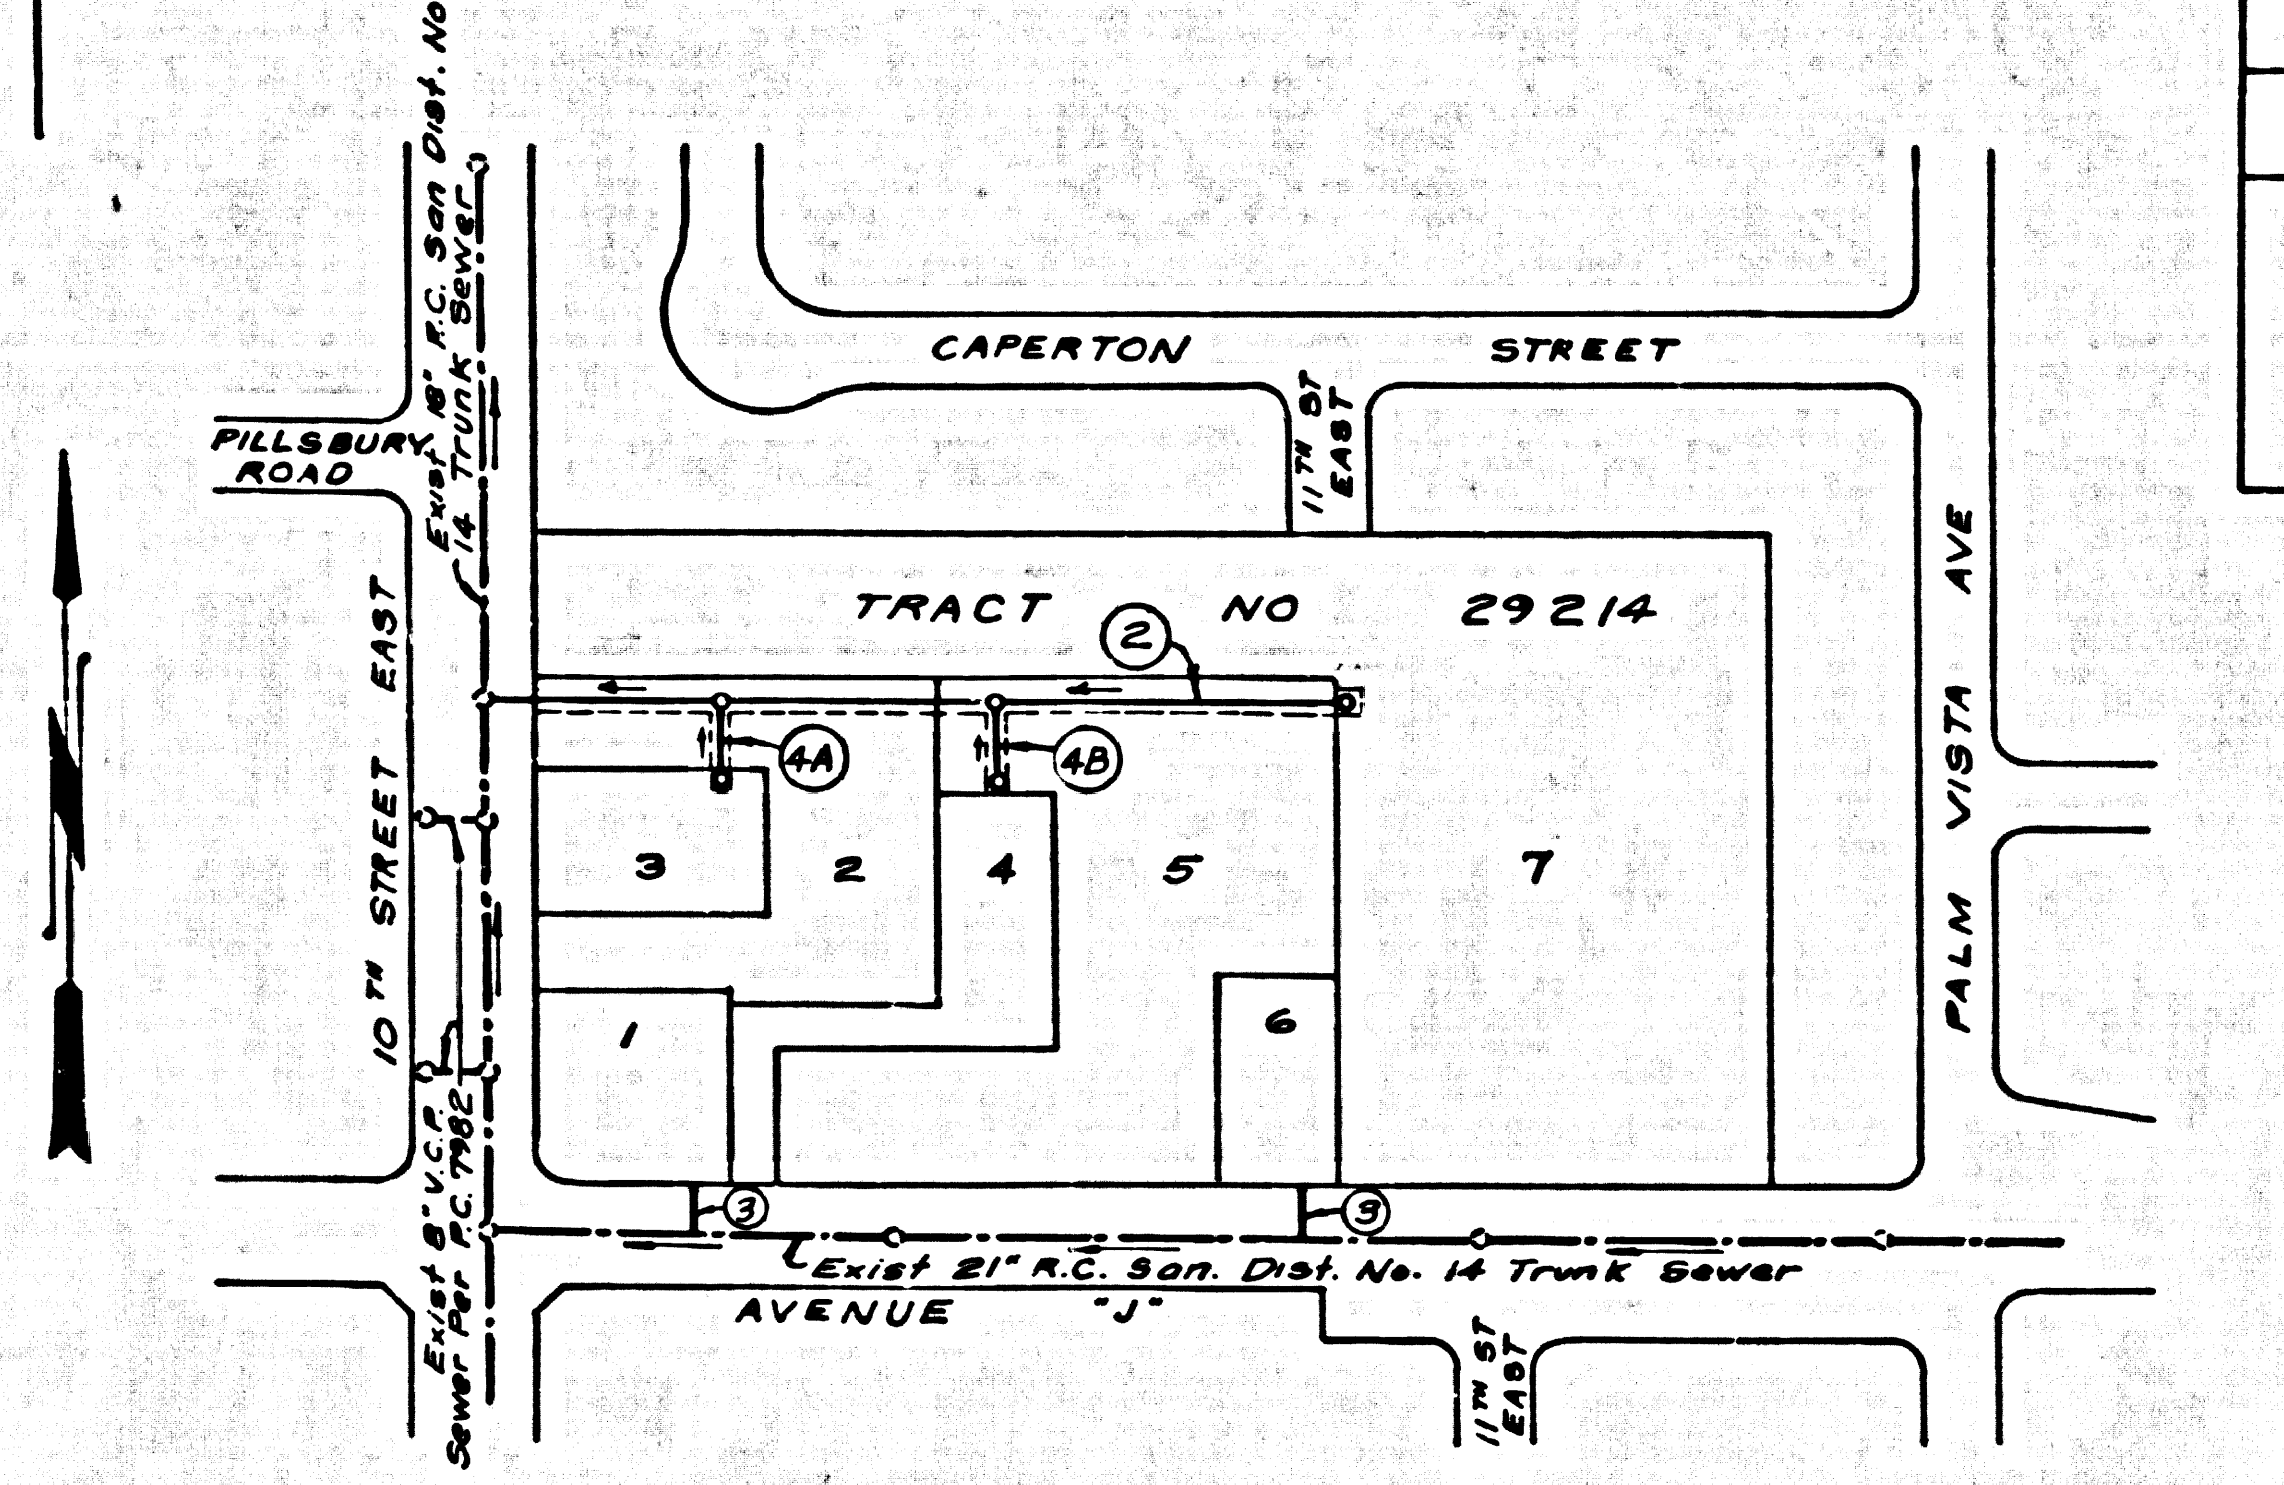 Exist 18" R.C. San Dist. No
14 Trunk Sewer
CAPERTON STREET
11TH ST
EAST
PILLSBURY
ROAD
10TH STREET EAST
PALM VISTA AVE
TRACT NO 29214
2
4A
4B
3
2
4
5
7
1
6
3
3
Exist 8" V.C.P.
Sewer Per P.C. 7982
Exist 21" R.C. San. Dist. No. 14 Trunk Sewer
AVENUE "J"
11TH ST
EAST